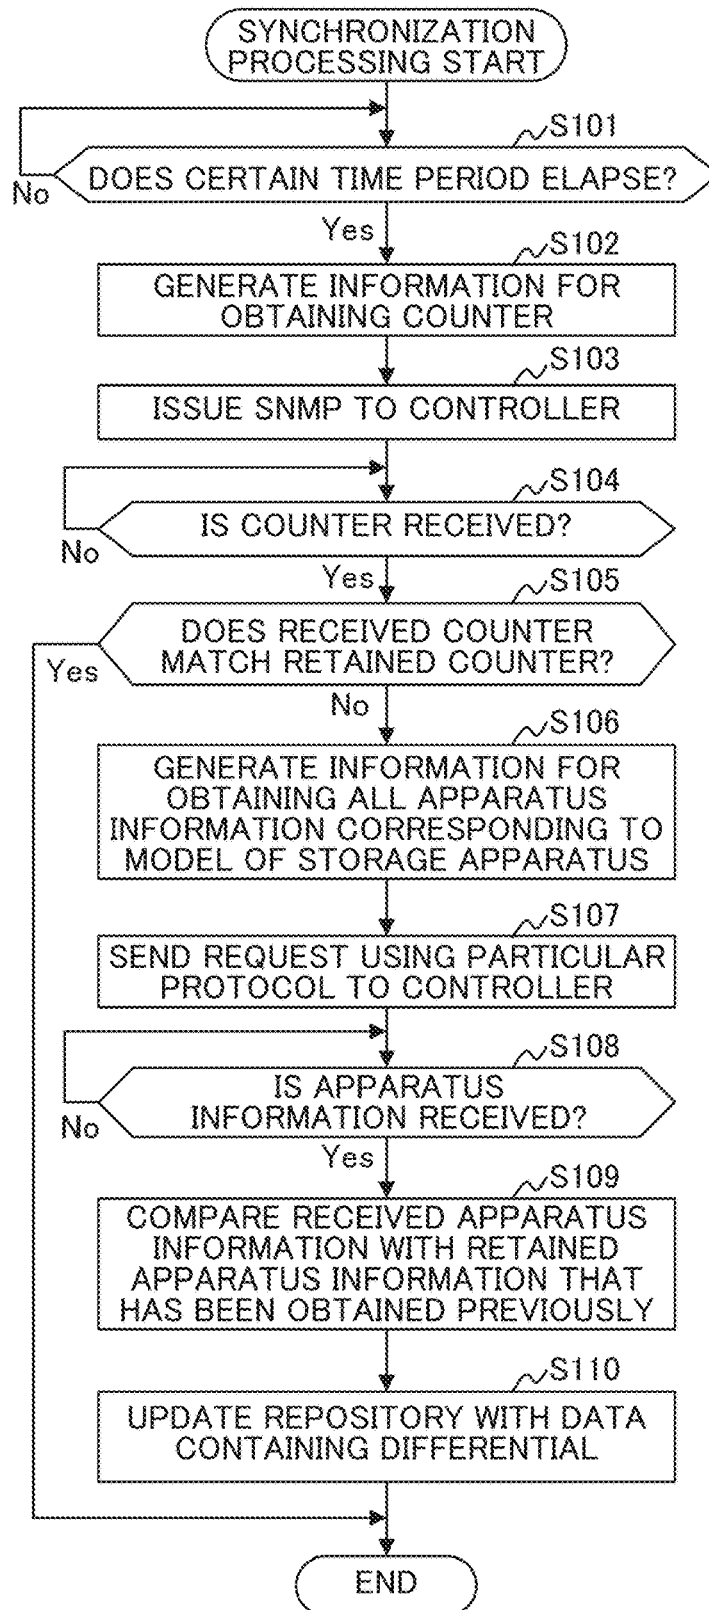 SYNCHRONIZATION
PROCESSING START
S101
DOES CERTAIN TIME PERIOD ELAPSE?
No
Yes
S102
GENERATE INFORMATION FOR
OBTAINING COUNTER
S103
ISSUE SNMP TO CONTROLLER
S104
IS COUNTER RECEIVED?
No
Yes
S105
DOES RECEIVED COUNTER
MATCH RETAINED COUNTER?
Yes
No
S106
GENERATE INFORMATION FOR
OBTAINING ALL APPARATUS
INFORMATION CORRESPONDING TO
MODEL OF STORAGE APPARATUS
S107
SEND REQUEST USING PARTICULAR
PROTOCOL TO CONTROLLER
S108
IS APPARATUS
INFORMATION RECEIVED?
No
Yes
S109
COMPARE RECEIVED APPARATUS
INFORMATION WITH RETAINED
APPARATUS INFORMATION THAT
HAS BEEN OBTAINED PREVIOUSLY
S110
UPDATE REPOSITORY WITH DATA
CONTAINING DIFFERENTIAL
END